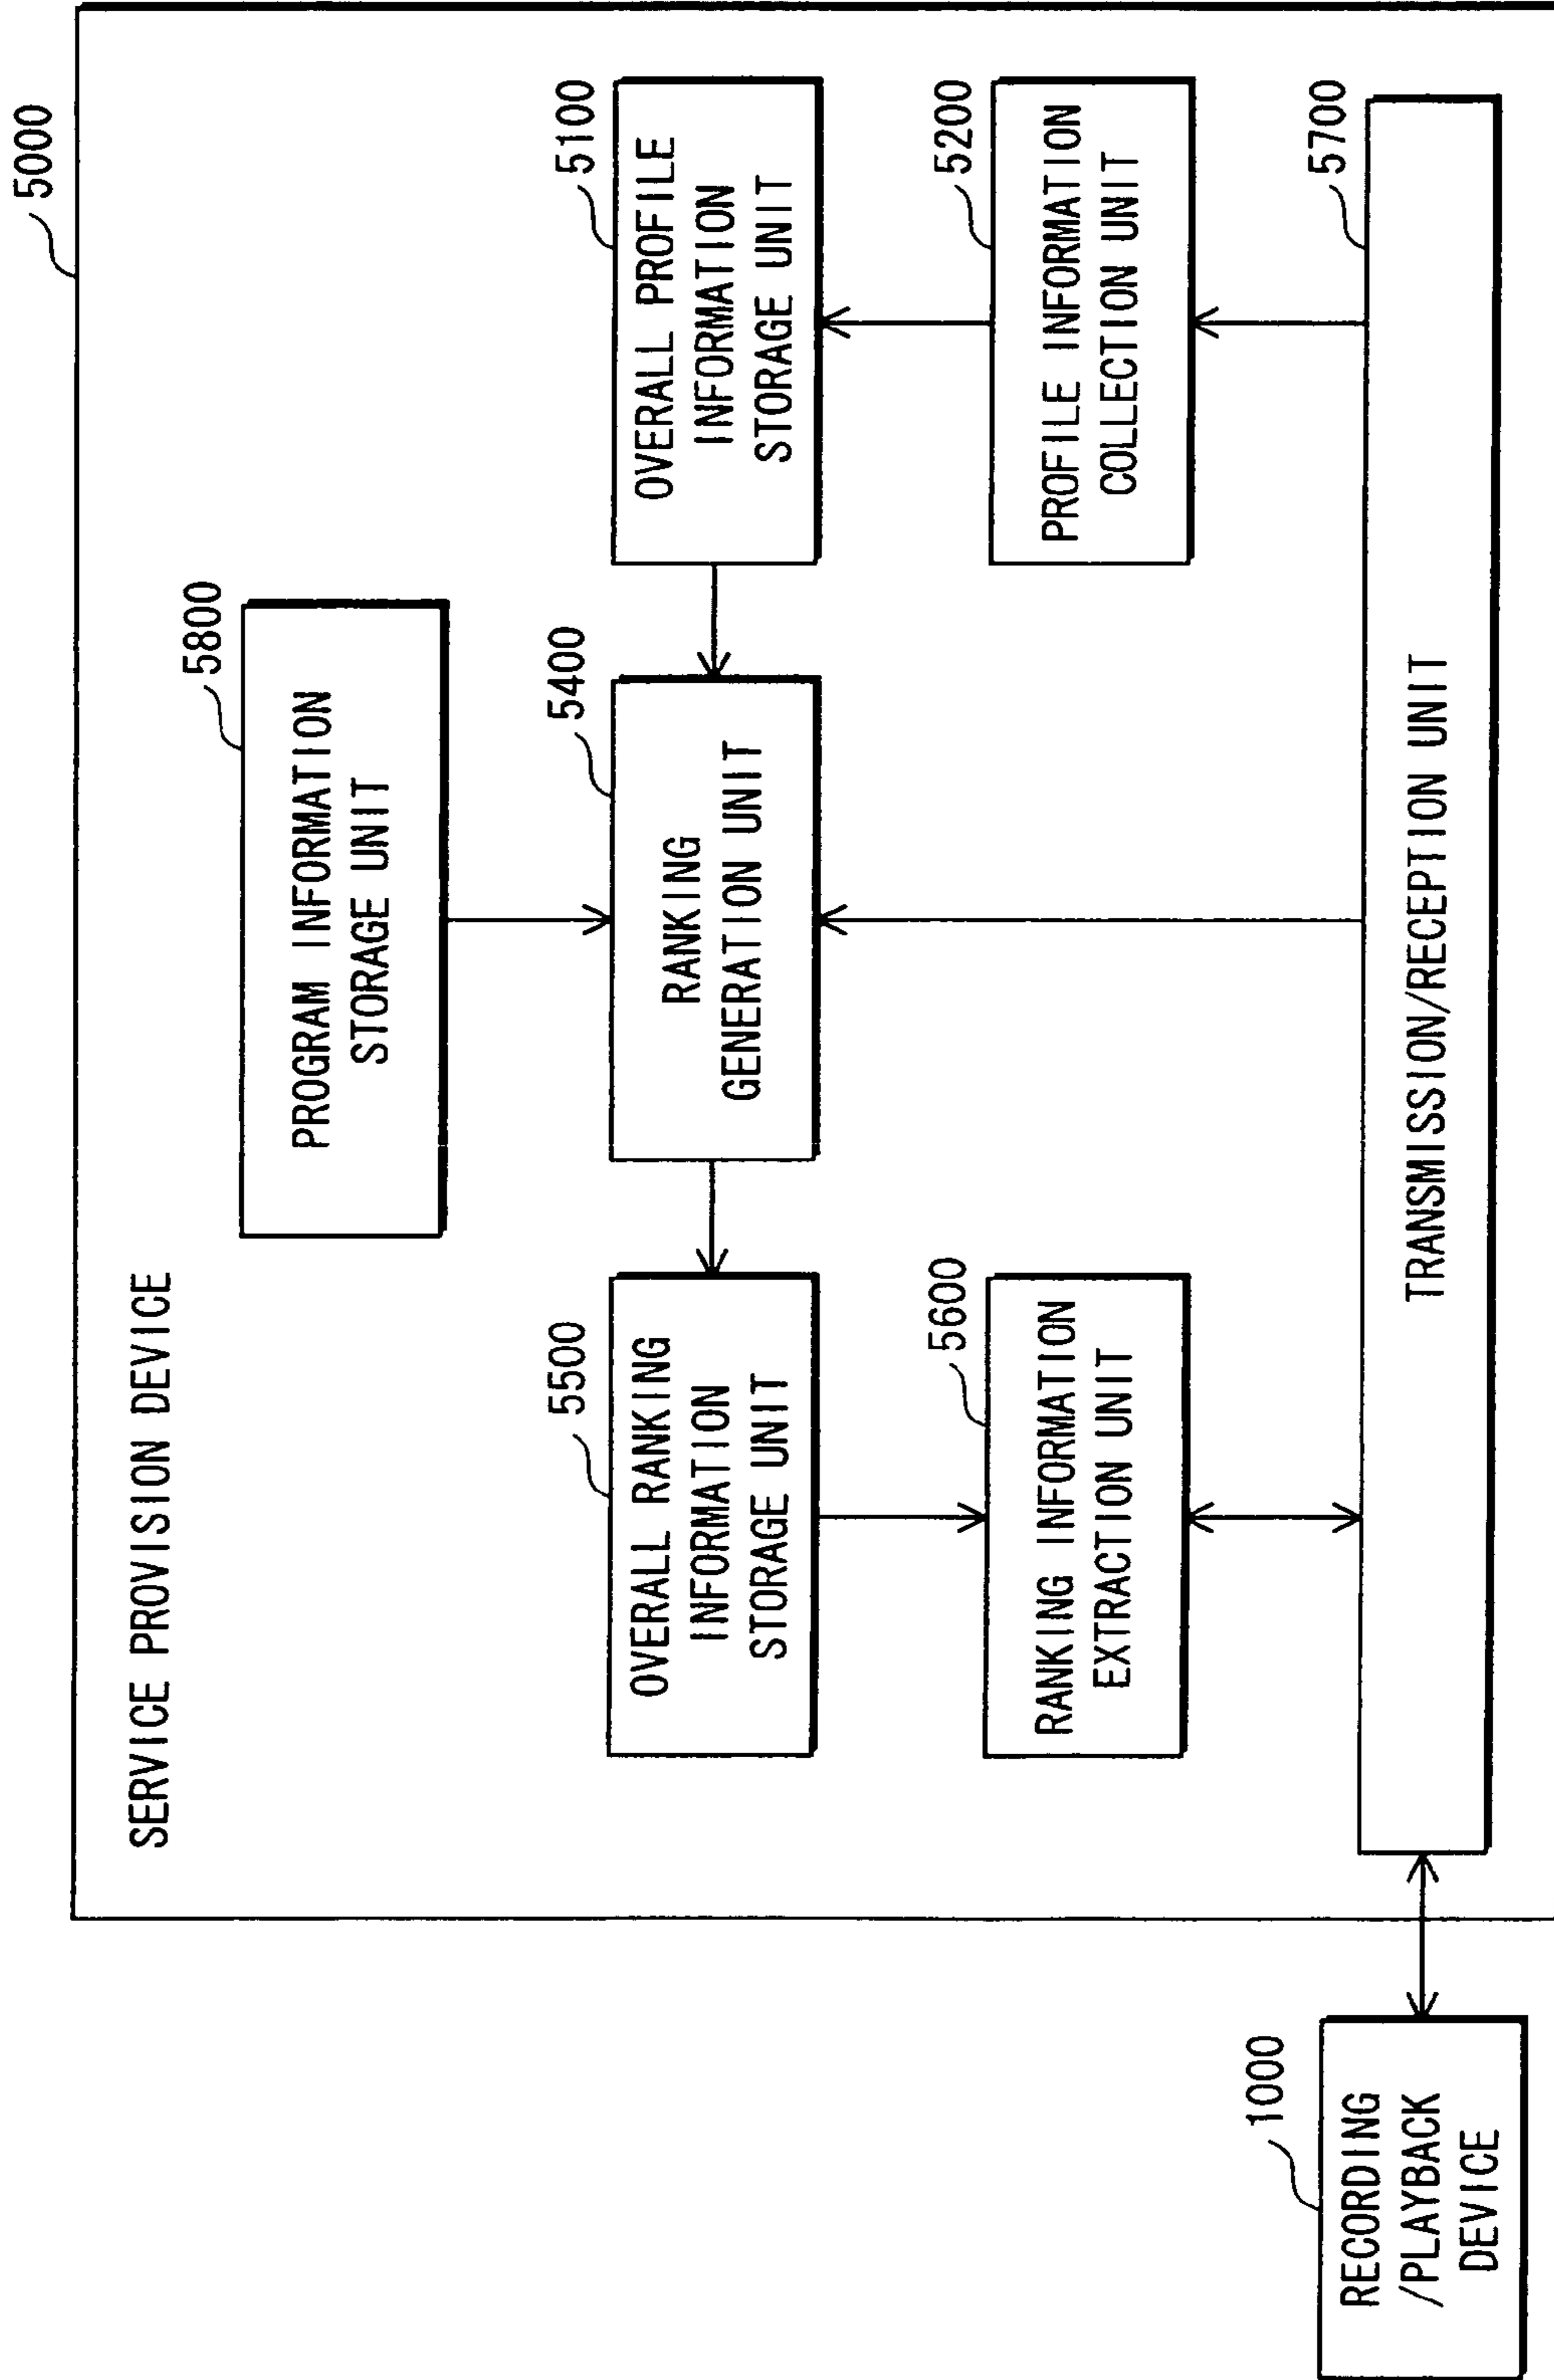 5000
SERVICE PROVISION DEVICE
5800
PROGRAM INFORMATION
STORAGE UNIT
5500
OVERALL RANKING
INFORMATION
STORAGE UNIT
5400
RANKING
GENERATION UNIT
5100
OVERALL PROFILE
INFORMATION
STORAGE UNIT
5600
RANKING INFORMATION
EXTRACTION UNIT
5200
PROFILE INFORMATION
COLLECTION UNIT
1000
RECORDING
/PLAYBACK
DEVICE
5700
TRANSMISSION/RECEPTION UNIT